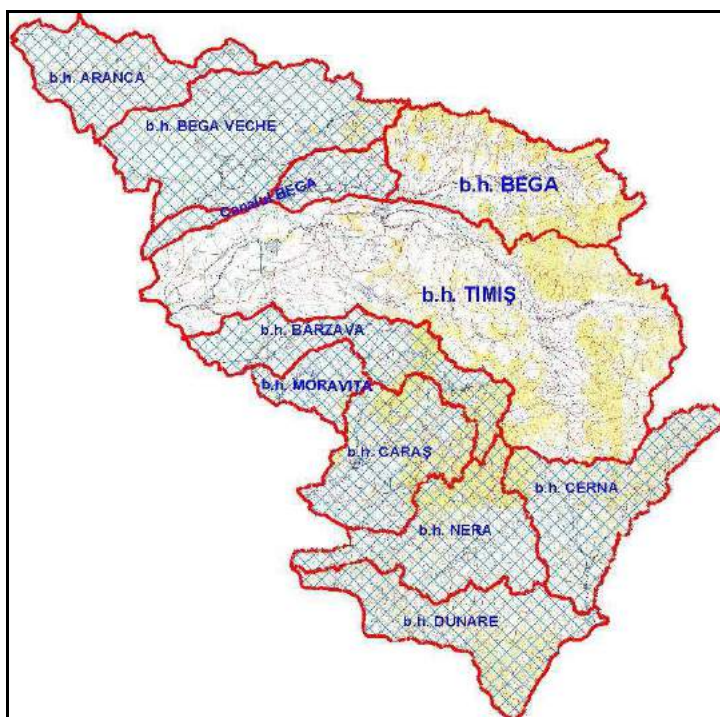 b.h. ARANCA
b.h. BEGA VECHE
b.h. BEGA
Canalul BEGA
b.h. TIMIŞ
b.h. BARZAVA
b.h. MORAVITA
b.h. CARAŞ
b.h. CERNA
b.h. NERA
b.h. DUNARE